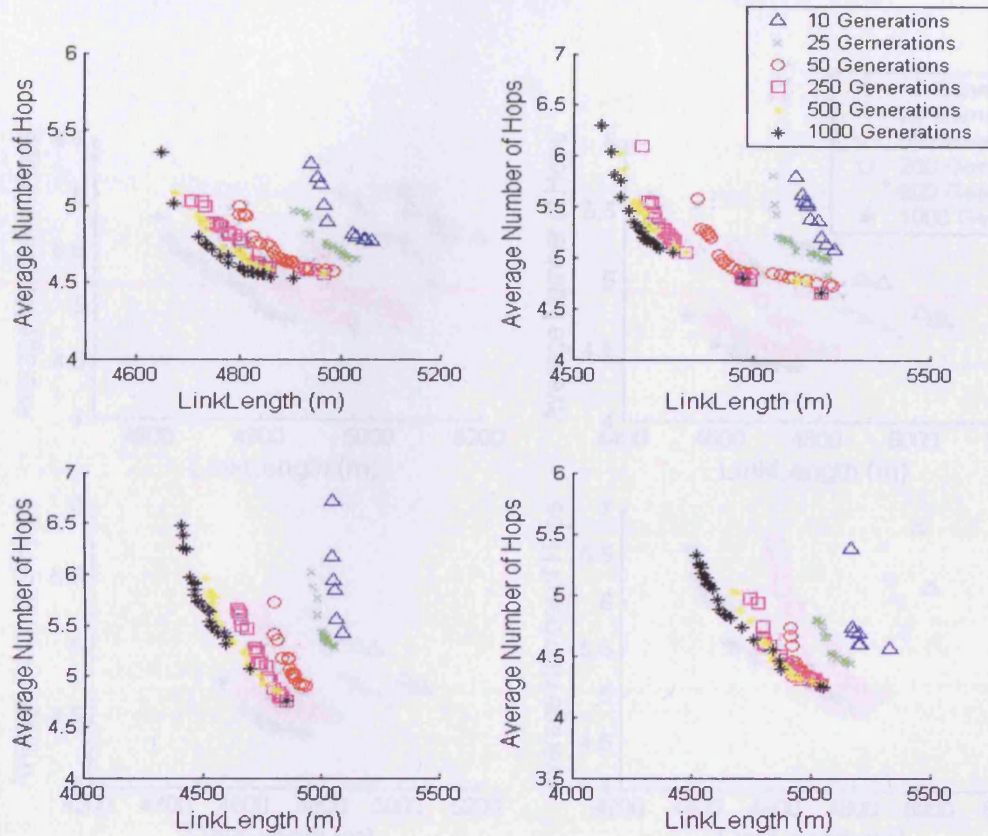 10 Generations
25 Gernerations
50 Generations
250 Generations
500 Generations
1000 Generations
Average Number of Hops
6
5.5
5
4.5
4
4400
4600
4800
5000
5200
LinkLength (m)
Average Number of Hops
7
6.5
6
5.5
5
4.5
4
4500
5000
5500
LinkLength (m)
Average Number of Hops
7
6.5
6
5.5
5
4.5
4
4000
4500
5000
5500
LinkLength (m)
Average Number of Hops
6
5.5
5
4.5
4
3.5
4000
4500
5000
5500
LinkLength (m)